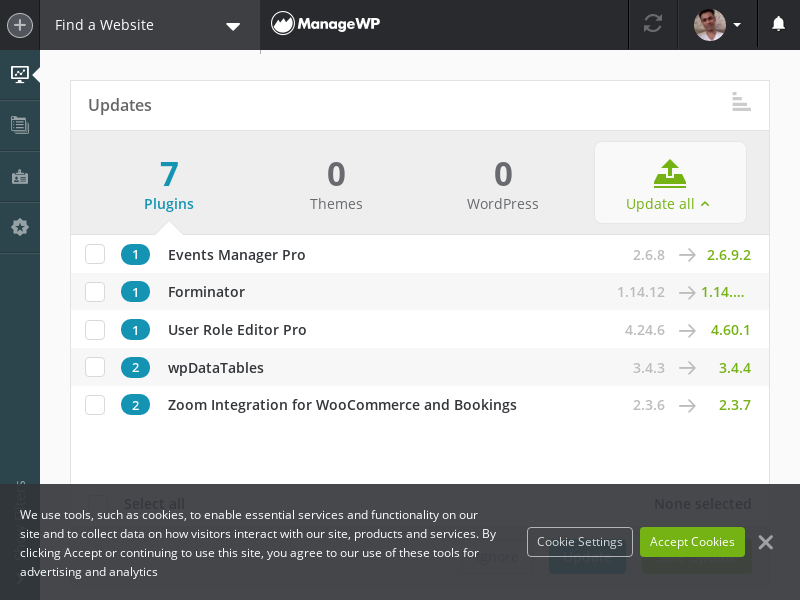 Find a Website
ManageWP
Updates
7
Plugins
0
Themes
0
WordPress
Update all
1 Events Manager Pro 2.6.8 2.6.9.2
1 Forminator 1.14.12 1.14....
1 User Role Editor Pro 4.24.6 4.60.1
2 wpDataTables 3.4.3 3.4.4
2 Zoom Integration for WooCommerce and Bookings 2.3.6 2.3.7
Select all None selected
We use tools, such as cookies, to enable essential services and functionality on our
site and to collect data on how visitors interact with our site, products and services. By
clicking Accept or continuing to use this site, you agree to our use of these tools for
advertising and analytics
Cookie Settings
Accept Cookies
Ignore
Update